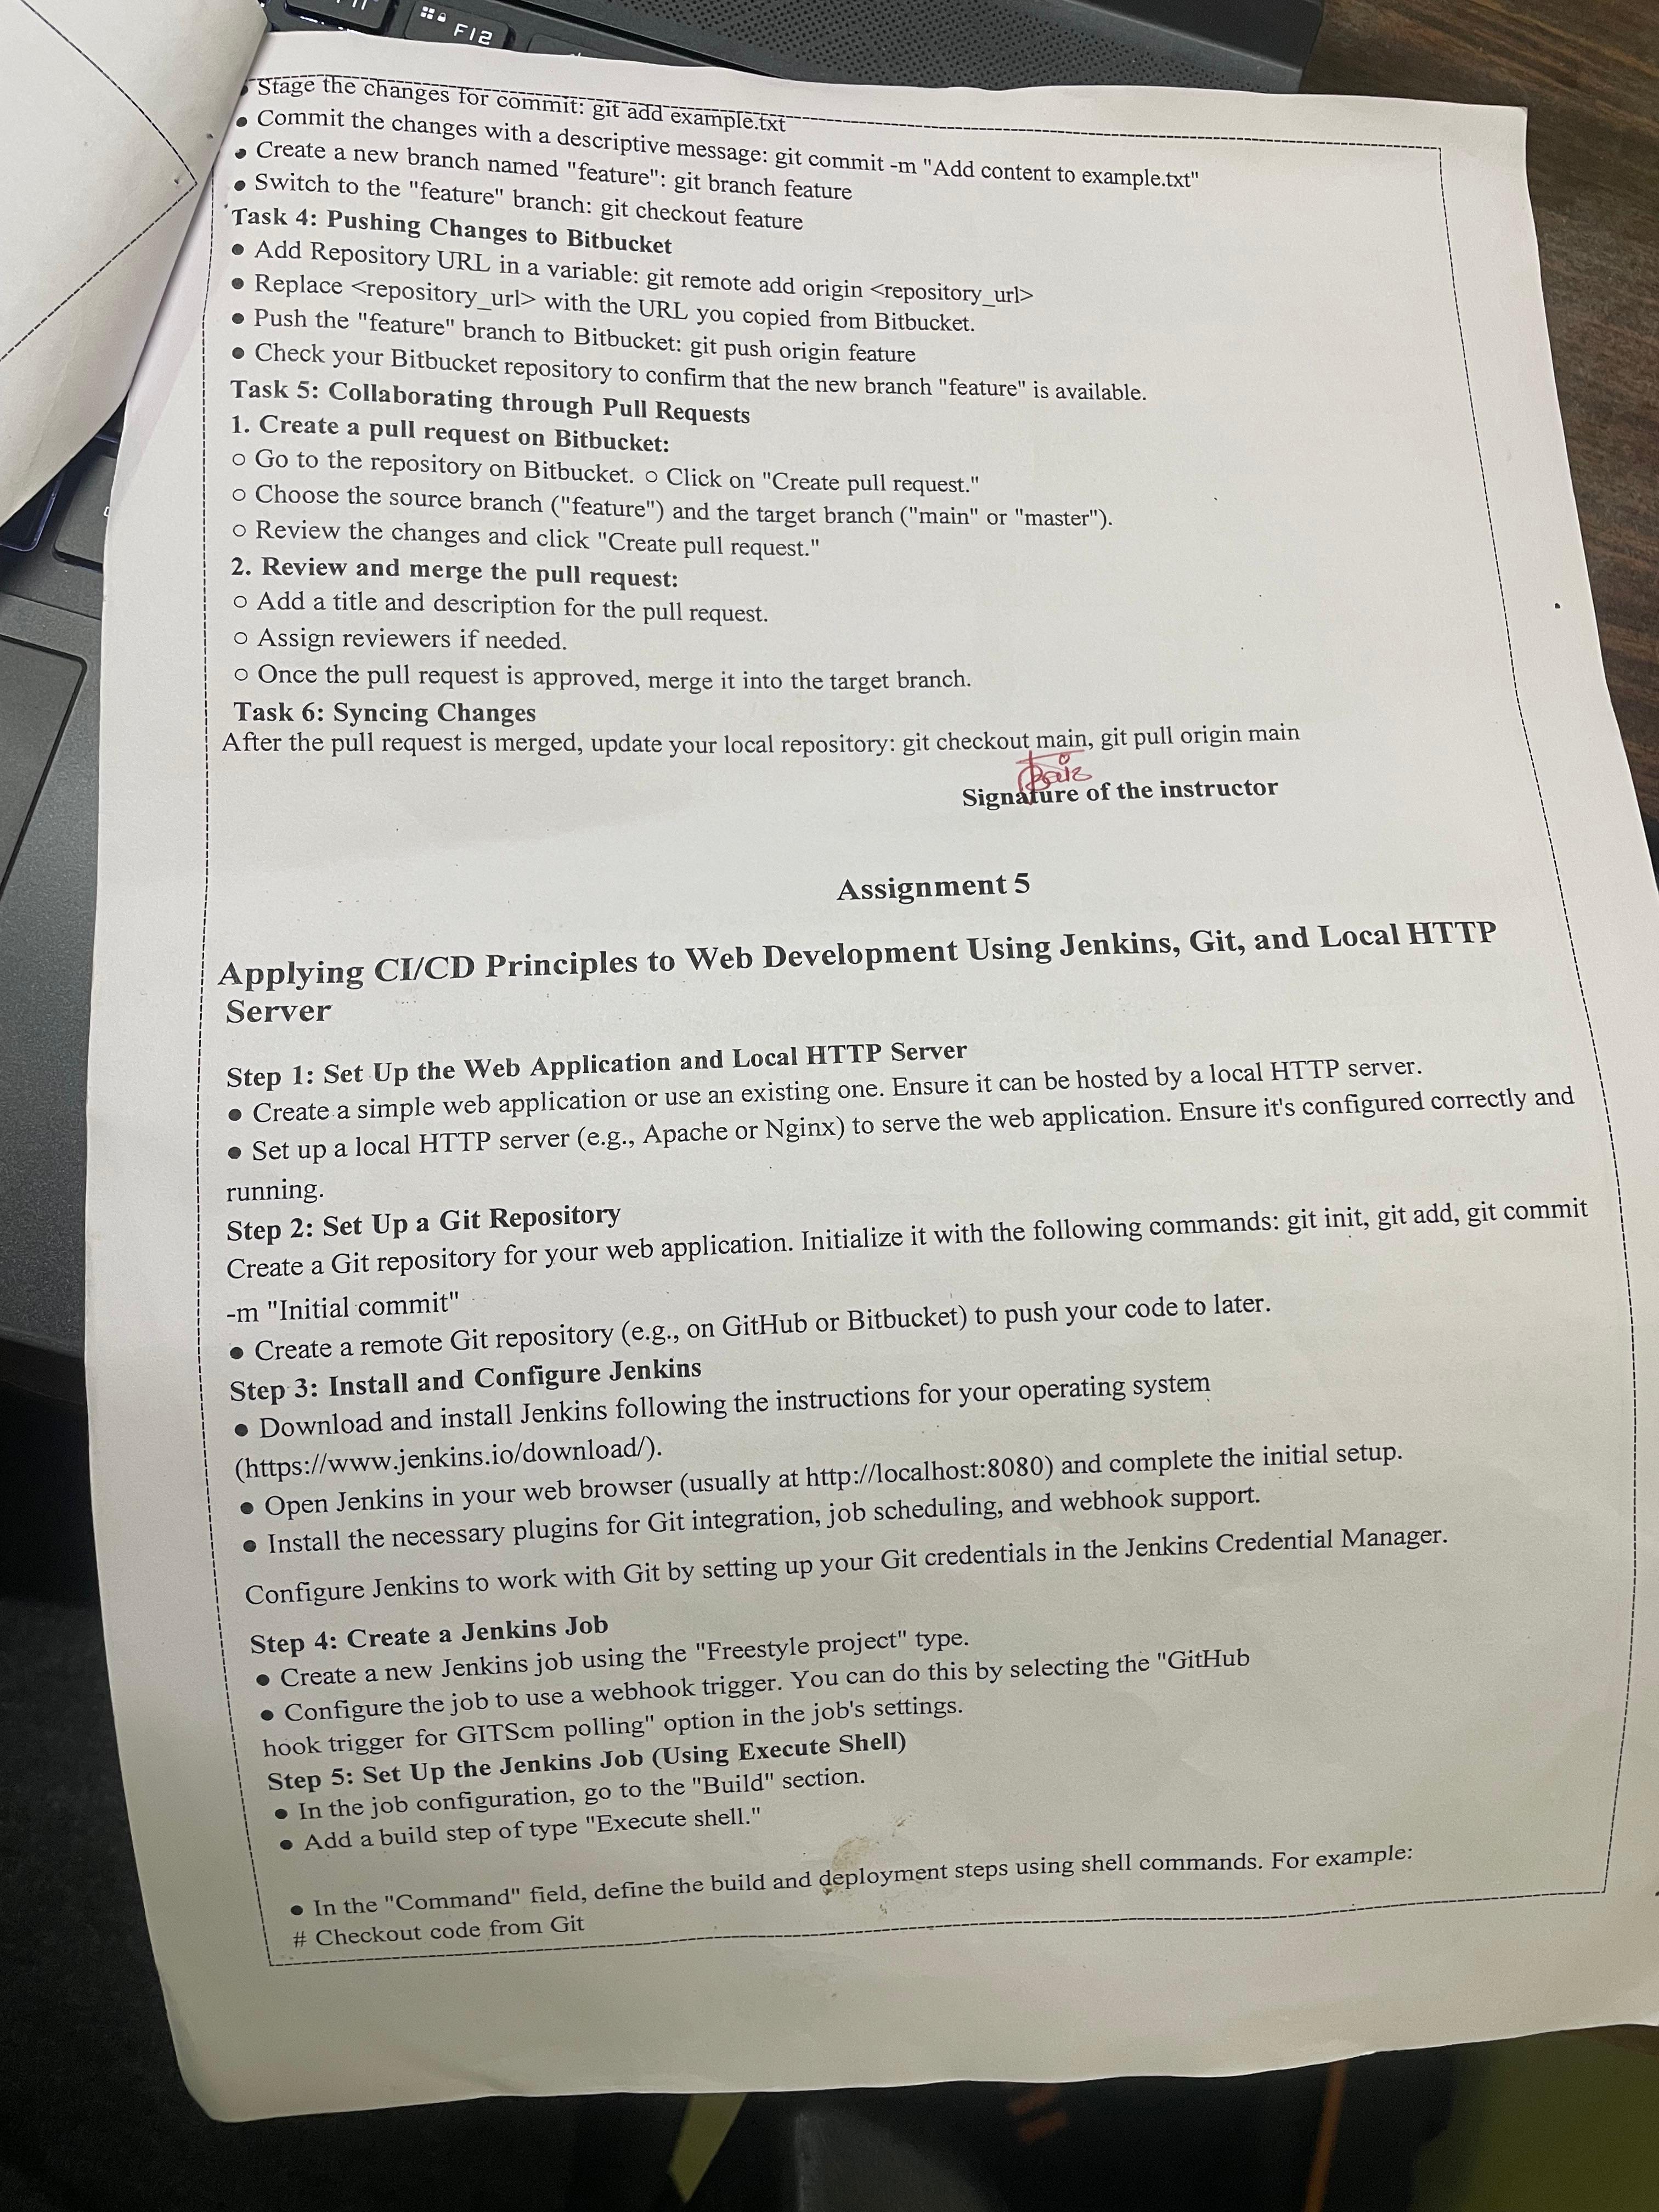 F12
• Stage the changes for commit: git add example.txt
• Commit the changes with a descriptive message: git commit -m "Add content to example.txt"
• Create a new branch named "feature": git branch feature
• Switch to the "feature" branch: git checkout feature
Task 4: Pushing Changes to Bitbucket
• Add Repository URL in a variable: git remote add origin <repository_url>
• Replace <repository_url> with the URL you copied from Bitbucket.
• Push the "feature" branch to Bitbucket: git push origin feature
• Check your Bitbucket repository to confirm that the new branch "feature" is available.
Task 5: Collaborating through Pull Requests
1. Create a pull request on Bitbucket:
○ Go to the repository on Bitbucket. ○ Click on "Create pull request."
○ Choose the source branch ("feature") and the target branch ("main" or "master").
○ Review the changes and click "Create pull request."
2. Review and merge the pull request:
○ Add a title and description for the pull request.
○ Assign reviewers if needed.
○ Once the pull request is approved, merge it into the target branch.
Task 6: Syncing Changes
After the pull request is merged, update your local repository: git checkout main, git pull origin main
Signature of the instructor
Assignment 5
Applying CI/CD Principles to Web Development Using Jenkins, Git, and Local HTTP
Server
Step 1: Set Up the Web Application and Local HTTP Server
• Create a simple web application or use an existing one. Ensure it can be hosted by a local HTTP server.
• Set up a local HTTP server (e.g., Apache or Nginx) to serve the web application. Ensure it's configured correctly and
running.
Step 2: Set Up a Git Repository
Create a Git repository for your web application. Initialize it with the following commands: git init, git add, git commit
-m "Initial commit"
• Create a remote Git repository (e.g., on GitHub or Bitbucket) to push your code to later.
Step 3: Install and Configure Jenkins
• Download and install Jenkins following the instructions for your operating system
(https://www.jenkins.io/download/).
• Open Jenkins in your web browser (usually at http://localhost:8080) and complete the initial setup.
• Install the necessary plugins for Git integration, job scheduling, and webhook support.
Configure Jenkins to work with Git by setting up your Git credentials in the Jenkins Credential Manager.
Step 4: Create a Jenkins Job
• Create a new Jenkins job using the "Freestyle project" type.
• Configure the job to use a webhook trigger. You can do this by selecting the "GitHub
hook trigger for GITScm polling" option in the job's settings.
Step 5: Set Up the Jenkins Job (Using Execute Shell)
• In the job configuration, go to the "Build" section.
• Add a build step of type "Execute shell."
• In the "Command" field, define the build and deployment steps using shell commands. For example:
# Checkout code from Git